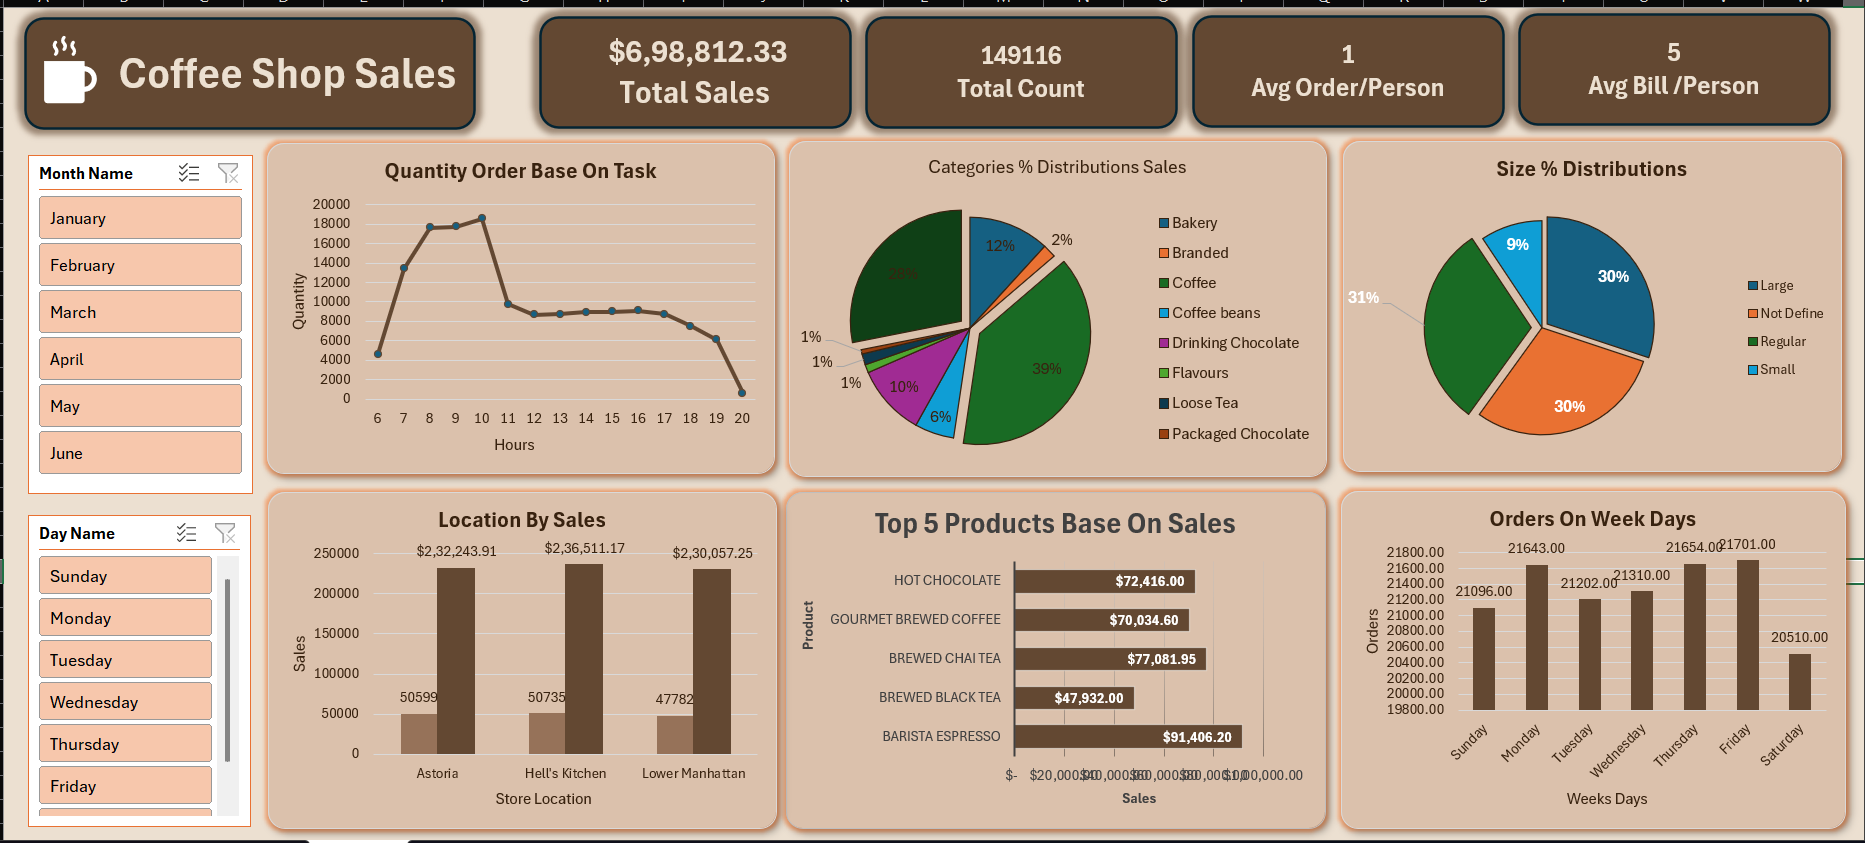 Coffee Shop Sales
$6,98,812.33
Total Sales
149116
Total Count
1
Avg Order/Person
5
Avg Bill /Person
Month Name
January
February
March
April
May
June
Day Name
Sunday
Monday
Tuesday
Wednesday
Thursday
Friday
Quantity Order Base On Task
Quantity
20000
18000
16000
14000
12000
10000
8000
6000
4000
2000
0
6 7 8 9 10 11 12 13 14 15 16 17 18 19 20
Hours
Categories % Distributions Sales
12%
2%
39%
6%
10%
1%
1%
1%
28%
Bakery
Branded
Coffee
Coffee beans
Drinking Chocolate
Flavours
Loose Tea
Packaged Chocolate
Size % Distributions
30%
30%
31%
9%
Large
Not Define
Regular
Small
Location By Sales
Sales
250000
200000
150000
100000
50000
0
$2,32,243.91
$2,36,511.17
$2,30,057.25
50599
50735
47782
Astoria
Hell's Kitchen
Lower Manhattan
Store Location
Top 5 Products Base On Sales
Product
HOT CHOCOLATE $72,416.00
GOURMET BREWED COFFEE $70,034.60
BREWED CHAI TEA $77,081.95
BREWED BLACK TEA $47,932.00
BARISTA ESPRESSO $91,406.20
$- $20,000.00 $40,000.00 $60,000.00 $80,000.00 $1,00,000.00
Sales
Orders On Week Days
Orders
21800.00
21600.00
21400.00
21200.00
21000.00
20800.00
20600.00
20400.00
20200.00
20000.00
19800.00
21096.00
21643.00
21202.00
21310.00
21654.00
21701.00
20510.00
Sunday
Monday
Tuesday
Wednesday
Thursday
Friday
Saturday
Weeks Days